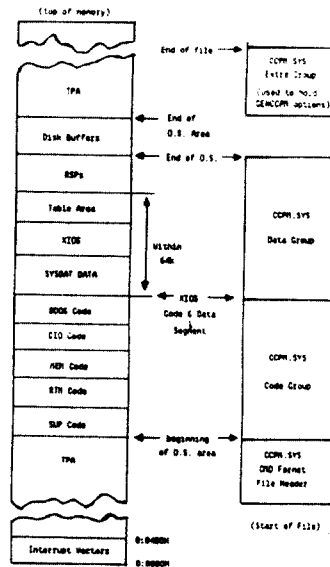 (top of memory)
End of file
CCPM.SYS
Extra Group
(used to hold
GENCCPM options)
TPA
End of
O.S. Area
Disk Buffers
End of O.S.
RSPs
Table Area
XIOS
SYSDAT DATA
Within
64k
CCPM.SYS
Data Group
XIOS
Code & Data
Segment
BDOS Code
CIO Code
MEM Code
RTM Code
SUP Code
CCPM.SYS
Code Group
beginning
of O.S. area
TPA
CCPM.SYS
CMD Format
File Header
(Start of File)
0:0400H
Interrupt Vectors
0:0000H